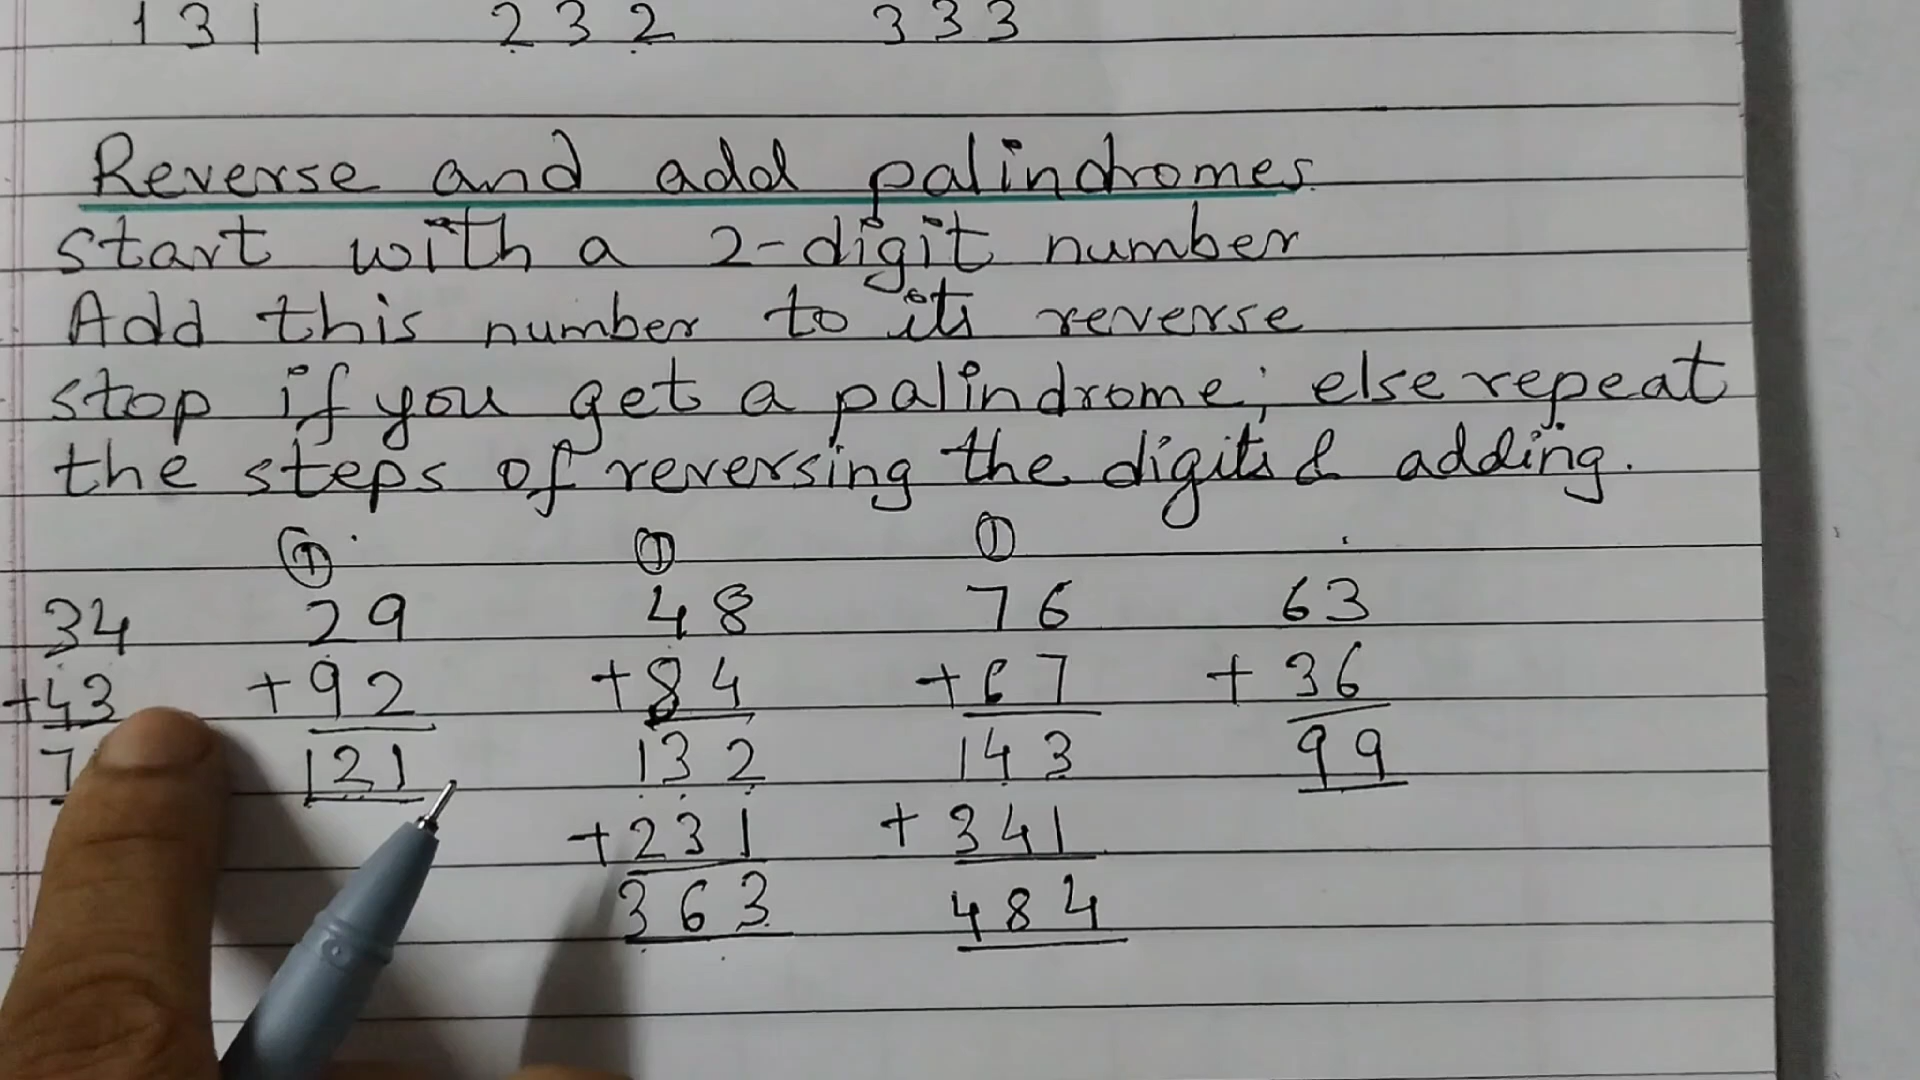 131 232 333
Reverse and add palindromes.
start with a 2-digit number
Add this number to its reverse
stop if you get a palindrome; else repeat
the steps of reversing the digits & adding.
① ① ①
34 29 48 76 63
+43 +92 +84 +67 +36
7 121 132 143 99
+231 +341
363 484